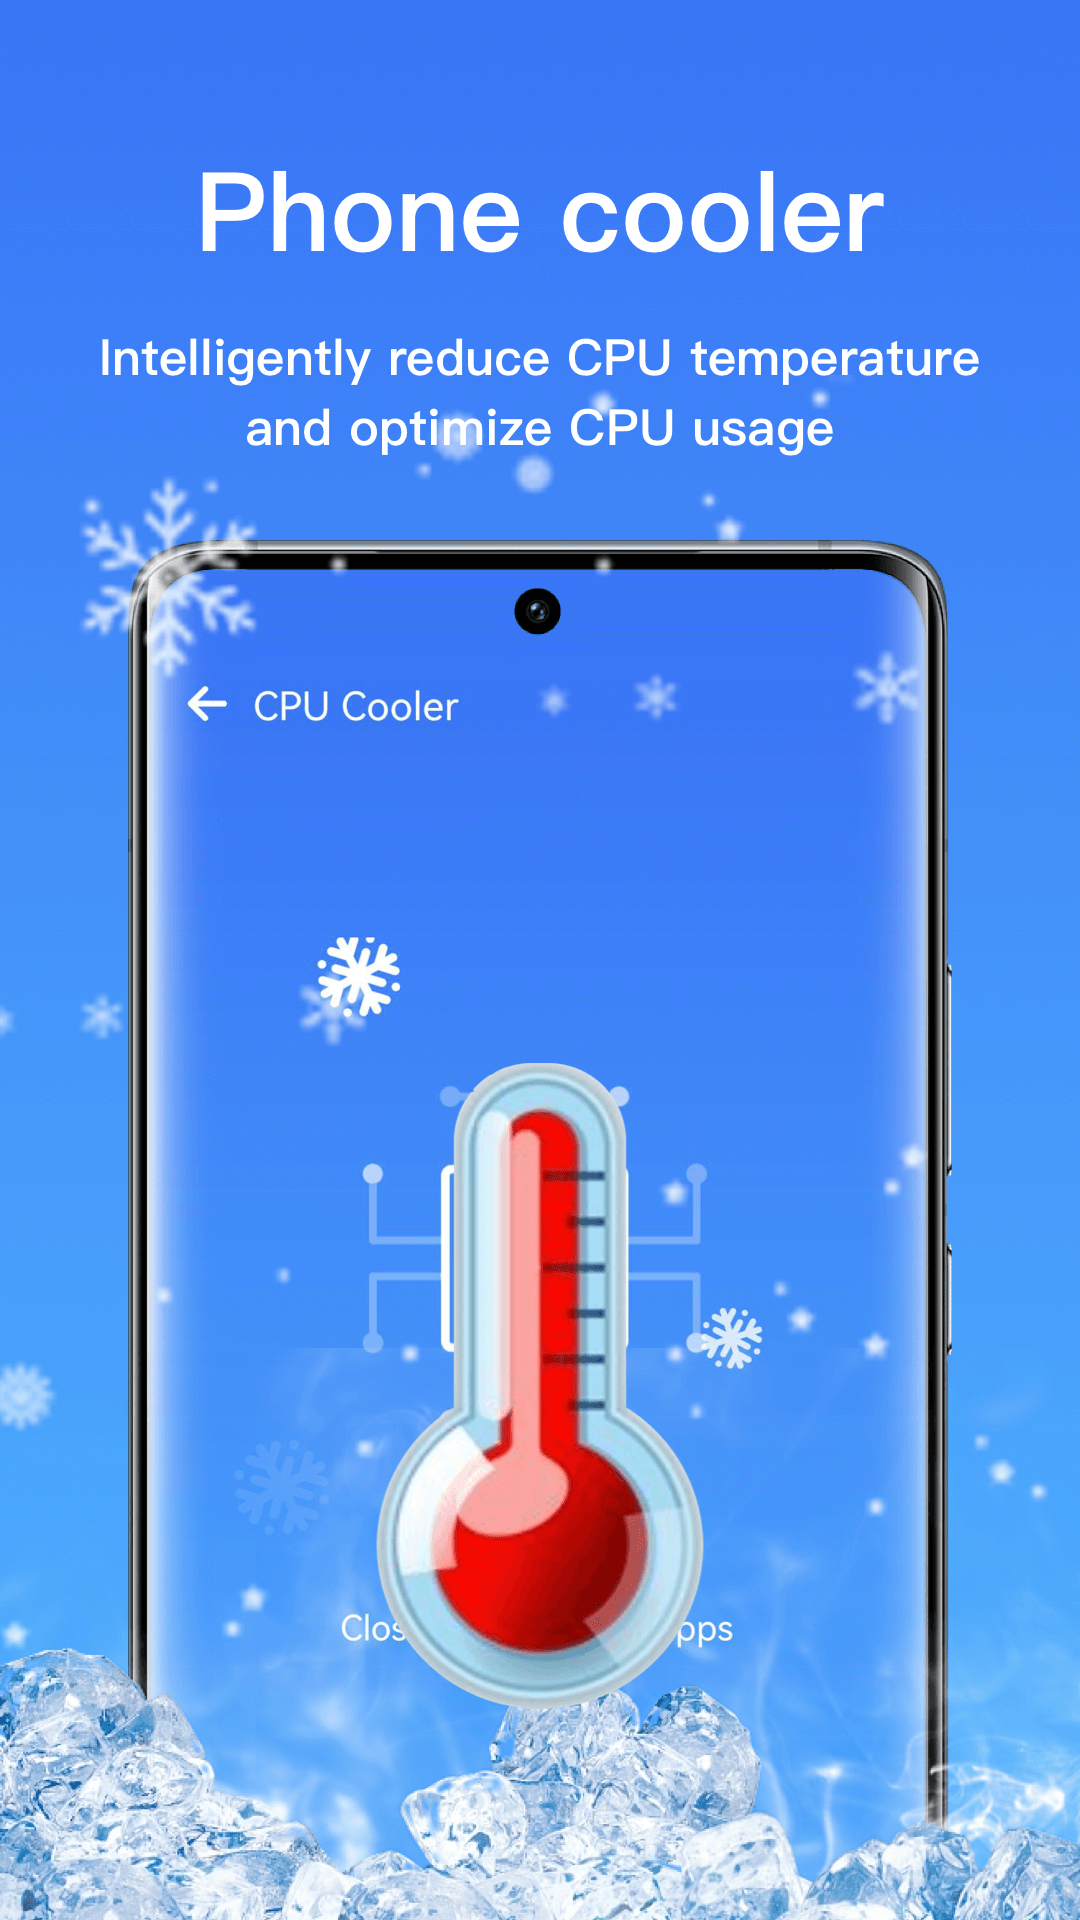 Phone cooler
Intelligently reduce CPU temperature
and optimize CPU usage
CPU Cooler